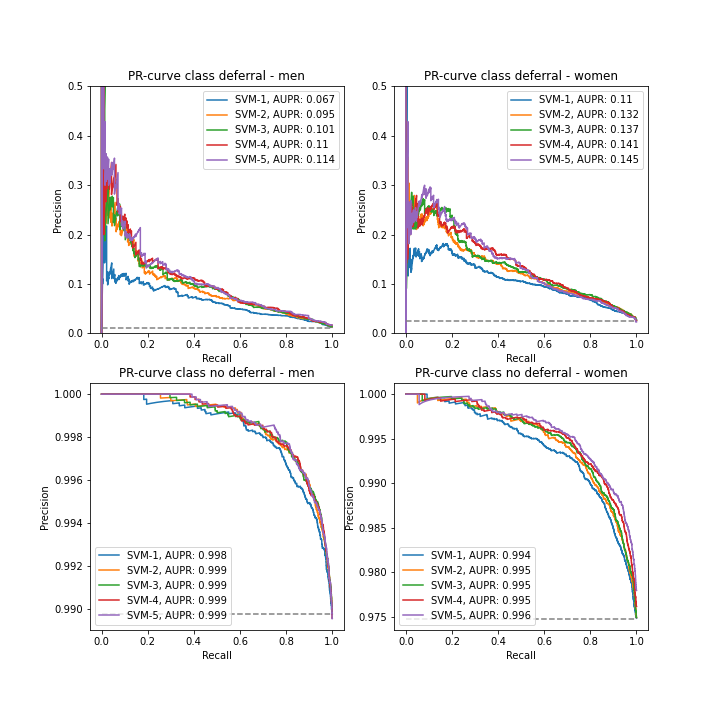 PR-curve class deferral - men
0.5
0.4
0.3
0.2
0.1
0.0
Precision
SVM-1, AUPR: 0.067
SVM-2, AUPR: 0.095
SVM-3, AUPR: 0.101
SVM-4, AUPR: 0.11
SVM-5, AUPR: 0.114
0.0 0.2 0.4 0.6 0.8 1.0
Recall
PR-curve class deferral - women
0.5
0.4
0.3
0.2
0.1
0.0
Precision
SVM-1, AUPR: 0.11
SVM-2, AUPR: 0.132
SVM-3, AUPR: 0.137
SVM-4, AUPR: 0.141
SVM-5, AUPR: 0.145
0.0 0.2 0.4 0.6 0.8 1.0
Recall
PR-curve class no deferral - men
1.000
0.998
0.996
0.994
0.992
0.990
Precision
SVM-1, AUPR: 0.998
SVM-2, AUPR: 0.999
SVM-3, AUPR: 0.999
SVM-4, AUPR: 0.999
SVM-5, AUPR: 0.999
0.0 0.2 0.4 0.6 0.8 1.0
Recall
PR-curve class no deferral - women
1.000
0.995
0.990
0.985
0.980
0.975
Precision
SVM-1, AUPR: 0.994
SVM-2, AUPR: 0.995
SVM-3, AUPR: 0.995
SVM-4, AUPR: 0.995
SVM-5, AUPR: 0.996
0.0 0.2 0.4 0.6 0.8 1.0
Recall